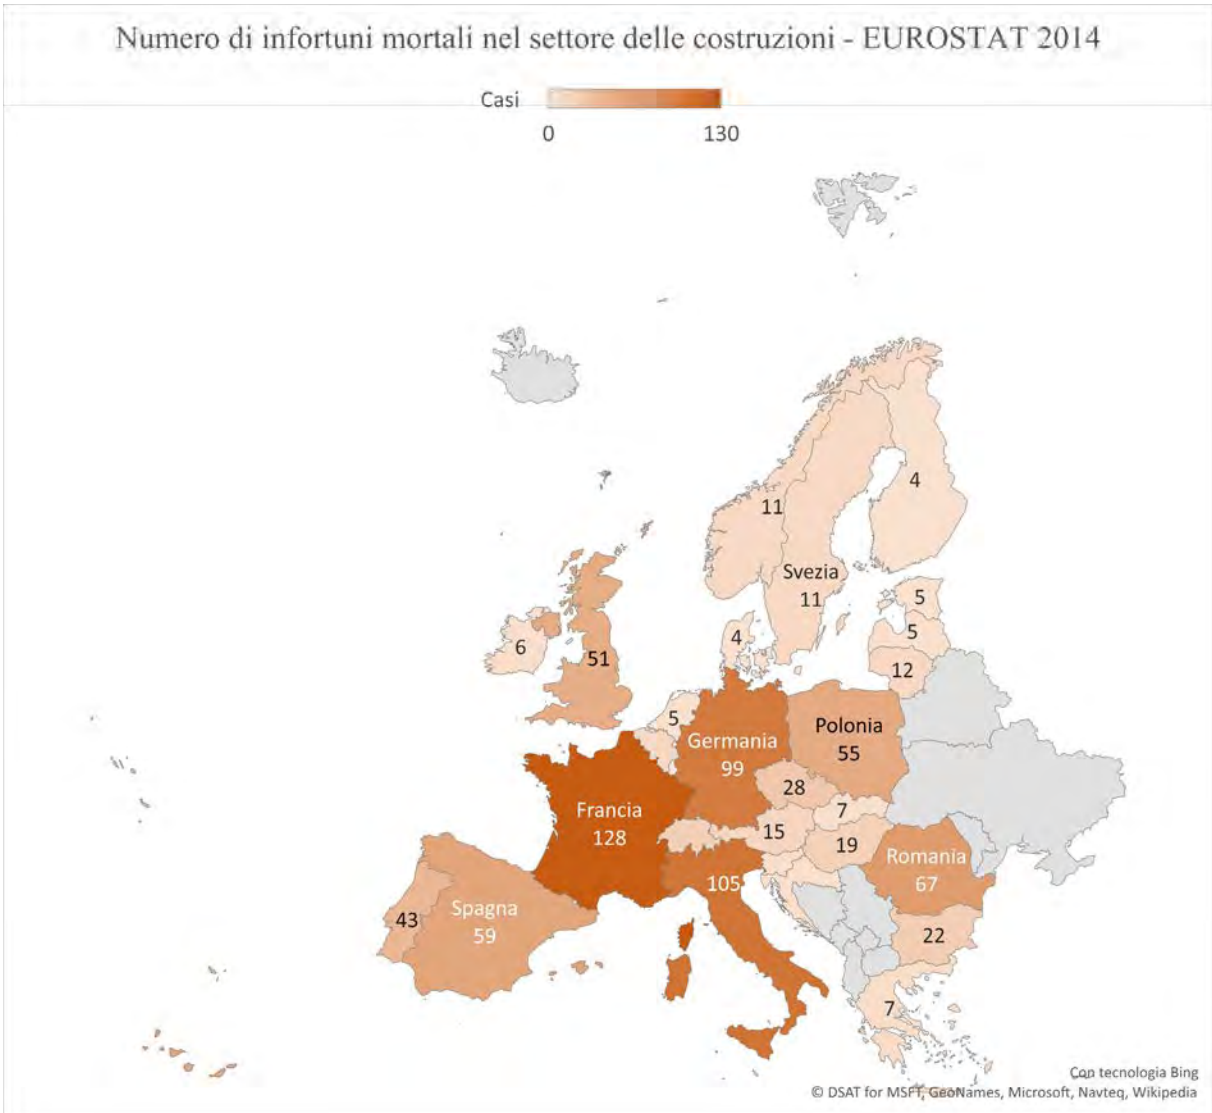 Numero di infortuni mortali nel settore delle costruzioni - EUROSTAT 2014
Casi
0 130
4
11
Svezia
11
5
5
4
6
51
12
5
Polonia
55
Germania
99
28
7
Francia
128
15
19
Romania
67
105
Spagna
59
43
22
7
Con tecnologia Bing
© DSAT for MSFT, GeoNames, Microsoft, Navteq, Wikipedia